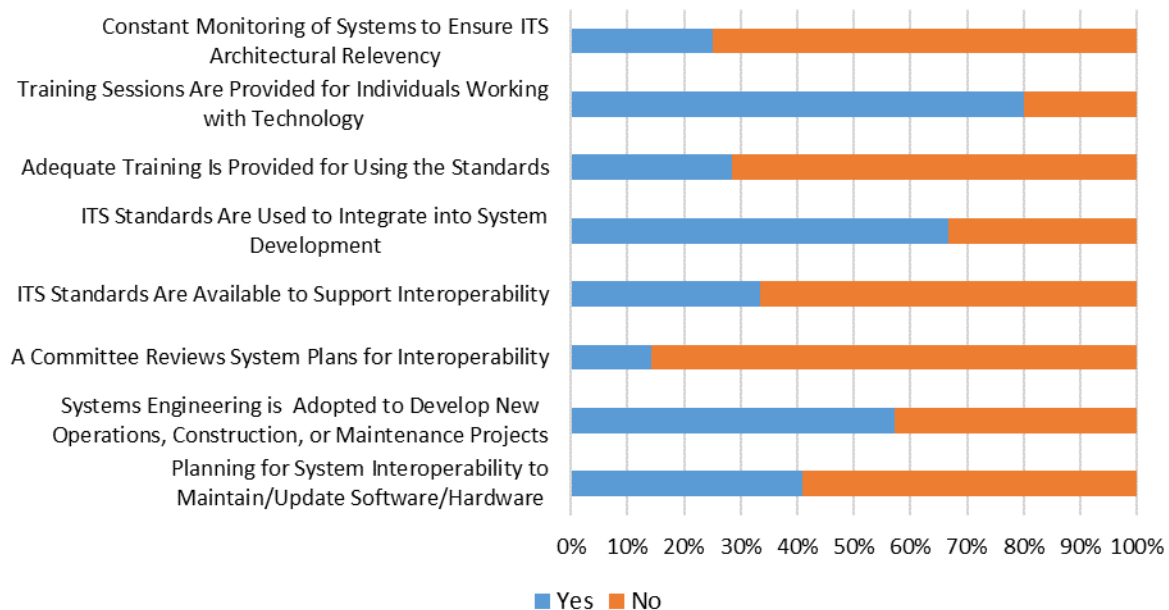 Constant Monitoring of Systems to Ensure ITS
Architectural Relevency
Training Sessions Are Provided for Individuals Working
with Technology
Adequate Training Is Provided for Using the Standards
ITS Standards Are Used to Integrate into System
Development
ITS Standards Are Available to Support Interoperability
A Committee Reviews System Plans for Interoperability
Systems Engineering is Adopted to Develop New
Operations, Construction, or Maintenance Projects
Planning for System Interoperability to
Maintain/Update Software/Hardware
0% 10% 20% 30% 40% 50% 60% 70% 80% 90% 100%
Yes No